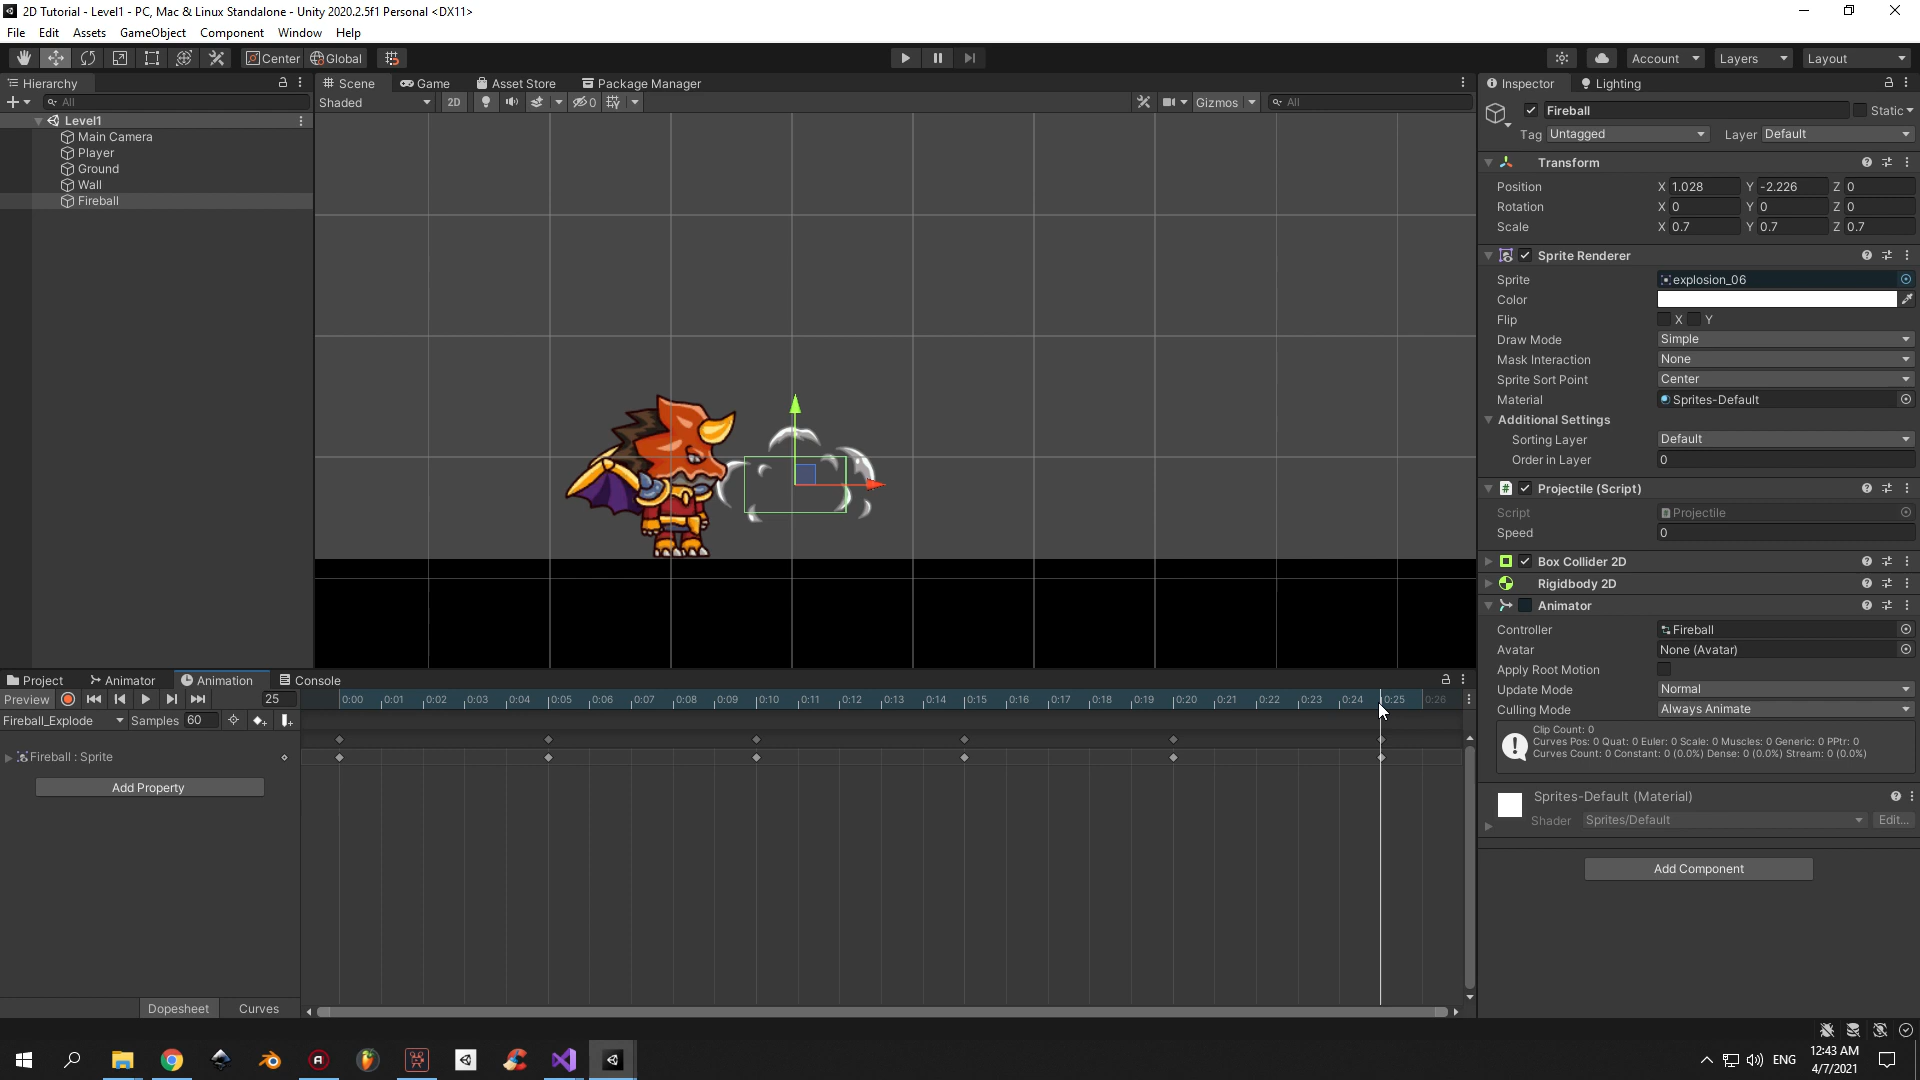 2D Tutorial - Level1 - PC, Mac & Linux Standalone - Unity 2020.2.5f1 Personal <DX11>
File Edit Assets GameObject Component Window Help
Center Global Account Layers Layout
Hierarchy
All
Level1
Main Camera
Player
Ground
Wall
Fireball
Scene Game Asset Store Package Manager
Shaded 2D 0 Gizmos All
Inspector Lighting
Fireball Static
Tag Untagged Layer Default
Transform
Position X 1.028 Y -2.226 Z 0
Rotation X 0 Y 0 Z 0
Scale X 0.7 Y 0.7 Z 0.7
Sprite Renderer
Sprite explosion_06
Color
Flip X Y
Draw Mode Simple
Mask Interaction None
Sprite Sort Point Center
Material Sprites-Default
Additional Settings
Sorting Layer Default
Order in Layer 0
Projectile (Script)
Script Projectile
Speed 0
Box Collider 2D
Rigidbody 2D
Animator
Controller Fireball
Avatar None (Avatar)
Apply Root Motion
Update Mode Normal
Culling Mode Always Animate
Clip Count: 0
Curves Pos: 0 Quat: 0 Euler: 0 Scale: 0 Muscles: 0 Generic: 0 PPtr: 0
Curves Count: 0 Constant: 0 (0.0%) Dense: 0 (0.0%) Stream: 0 (0.0%)
Sprites-Default (Material)
Shader Sprites/Default Edit...
Add Component
Project Animator Animation Console
Preview 25
0:00 0:01 0:02 0:03 0:04 0:05 0:06 0:07 0:08 0:09 0:10 0:11 0:12 0:13 0:14 0:15 0:16 0:17 0:18 0:19 0:20 0:21 0:22 0:23 0:24 0:25 0:26
Fireball_Explode Samples 60
Fireball : Sprite
Add Property
Dopesheet Curves
ENG
12:43 AM
4/7/2021